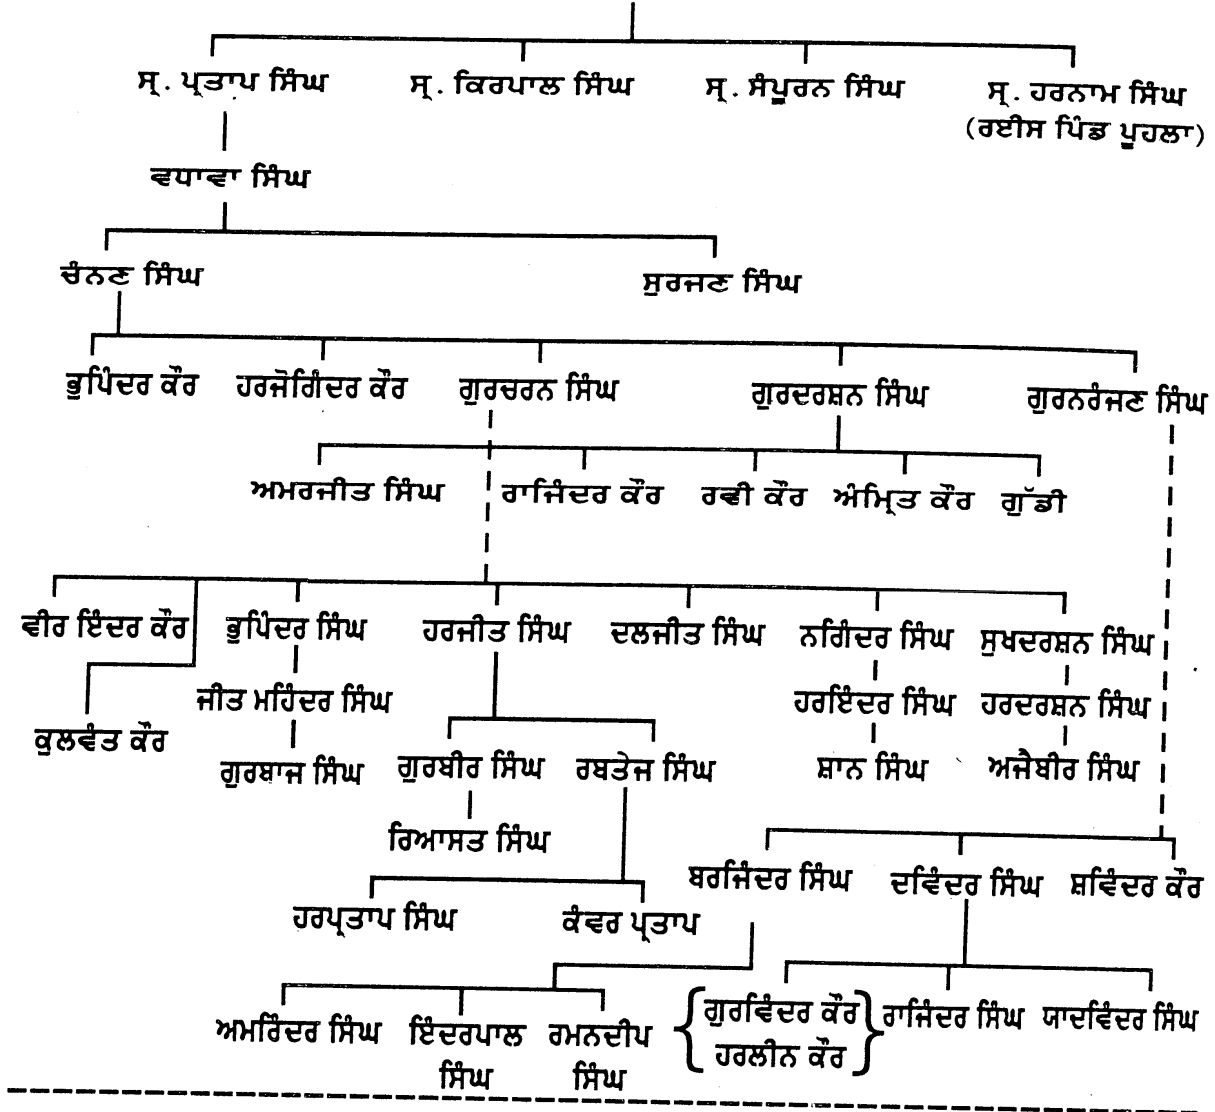 ਸ੍ਰ. ਪ੍ਰਤਾਪ ਸਿੰਘ ਸ੍ਰ. ਕਿਰਪਾਲ ਸਿੰਘ ਸ੍ਰ. ਸੰਪੂਰਨ ਸਿੰਘ ਸ੍ਰ. ਹਰਨਾਮ ਸਿੰਘ
(ਰਈਸ ਪਿੰਡ ਪੂਹਲਾ)
ਵਧਾਵਾ ਸਿੰਘ
ਚੰਨਣ ਸਿੰਘ ਸੁਰਜਣ ਸਿੰਘ
ਭੁਪਿੰਦਰ ਕੌਰ ਹਰਜੋਗਿੰਦਰ ਕੌਰ ਗੁਰਚਰਨ ਸਿੰਘ ਗੁਰਦਰਸ਼ਨ ਸਿੰਘ ਗੁਰਨਰੰਜਣ ਸਿੰਘ
ਅਮਰਜੀਤ ਸਿੰਘ ਰਾਜਿੰਦਰ ਕੌਰ ਰਵੀ ਕੌਰ ਅੰਮ੍ਰਿਤ ਕੌਰ ਗੁੱਡੀ
ਵੀਰ ਇੰਦਰ ਕੌਰ ਭੁਪਿੰਦਰ ਸਿੰਘ ਹਰਜੀਤ ਸਿੰਘ ਦਲਜੀਤ ਸਿੰਘ ਨਗਿੰਦਰ ਸਿੰਘ ਸੁਖਦਰਸ਼ਨ ਸਿੰਘ
ਜੀਤ ਮਹਿੰਦਰ ਸਿੰਘ ਹਰਇੰਦਰ ਸਿੰਘ ਹਰਦਰਸ਼ਨ ਸਿੰਘ
ਕੁਲਵੰਤ ਕੌਰ ਗੁਰਬਾਜ ਸਿੰਘ ਗੁਰਬੀਰ ਸਿੰਘ ਰਬਤੇਜ ਸਿੰਘ ਸ਼ਾਨ ਸਿੰਘ ਅਜੈਬੀਰ ਸਿੰਘ
ਰਿਆਸਤ ਸਿੰਘ
ਬਰਜਿੰਦਰ ਸਿੰਘ ਦਵਿੰਦਰ ਸਿੰਘ ਸ਼ਵਿੰਦਰ ਕੌਰ
ਹਰਪ੍ਰਤਾਪ ਸਿੰਘ ਕੰਵਰ ਪ੍ਰਤਾਪ
ਅਮਰਿੰਦਰ ਸਿੰਘ ਇੰਦਰਪਾਲ ਰਮਨਦੀਪ {ਗੁਰਵਿੰਦਰ ਕੌਰ} ਰਾਜਿੰਦਰ ਸਿੰਘ ਯਾਦਵਿੰਦਰ ਸਿੰਘ
ਸਿੰਘ ਸਿੰਘ ਹਰਲੀਨ ਕੌਰ